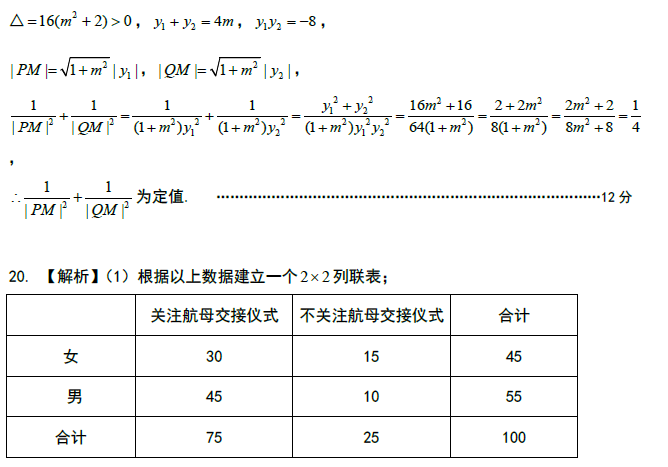 △=16(m²+2)>0，y₁+y₂=4m，y₁y₂=-8，
|PM|=√(1+m²)|y₁|，|QM|=√(1+m²)|y₂|，
1/|PM|²+1/|QM|²=1/((1+m²)y₁²)+1/((1+m²)y₂²)=(y₁²+y₂²)/((1+m²)y₁²y₂²)=(16m²+16)/(64(1+m²))=(2+2m²)/(8(1+m²))=(2m²+2)/(8m²+8)=1/4
，
∴1/|PM|²+1/|QM|²为定值. ……………………………………………………………………………12 分
20. 【解析】（1）根据以上数据建立一个2×2列联表；
关注航母交接仪式 不关注航母交接仪式 合计
女 30 15 45
男 45 10 55
合计 75 25 100